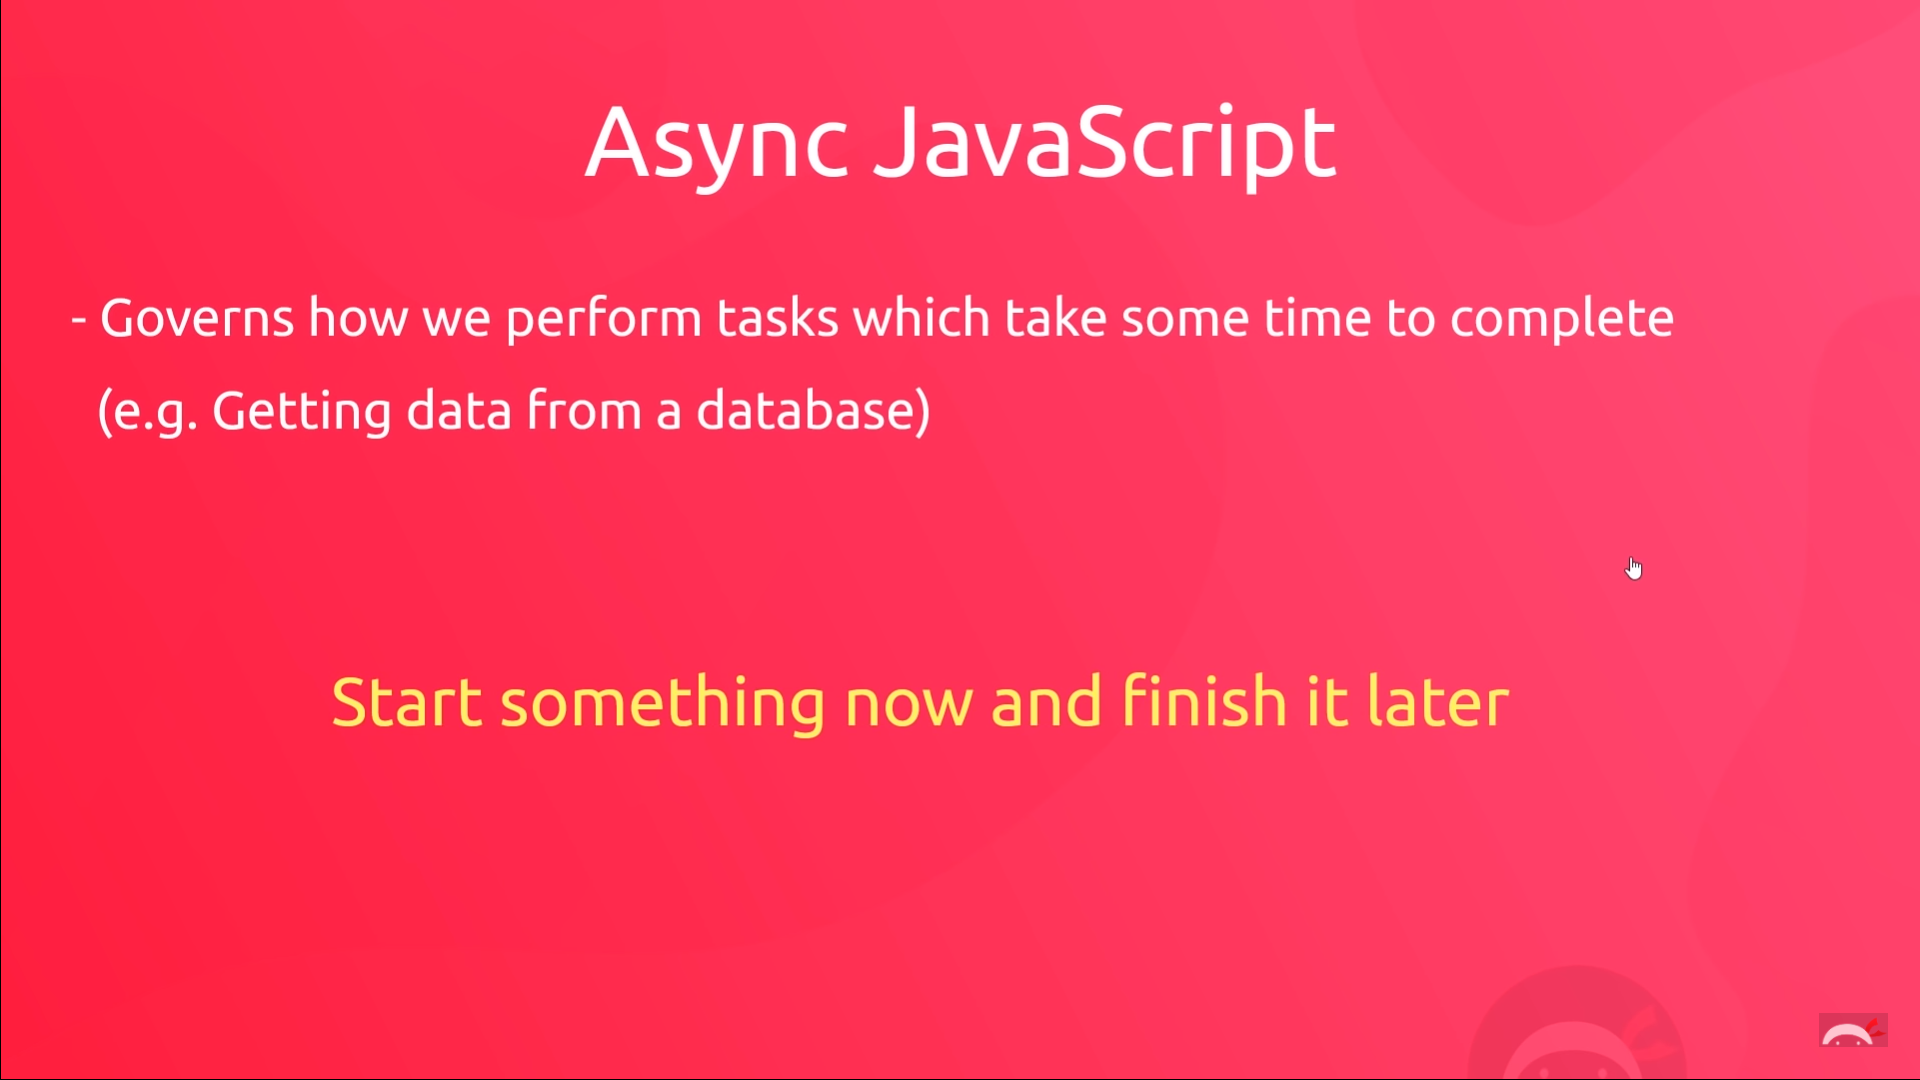 Async JavaScript
- Governs how we perform tasks which take some time to complete
(e.g. Getting data from a database)
Start something now and finish it later